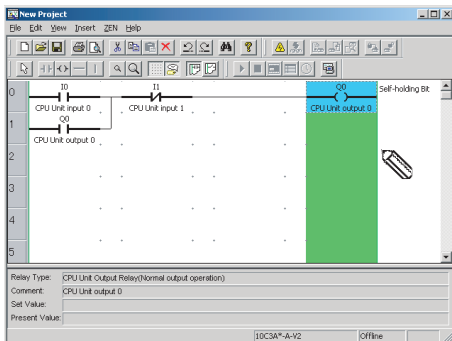 New Project
File Edit View Insert ZEN Help
0 I0 I1 Q0 Self-holding Bit
CPU Unit input 0 CPU Unit input 1 CPU Unit output 0
1 Q0
CPU Unit output 0
2
3
4
5
Relay Type: CPU Unit Output Relay(Normal output operation)
Comment: CPU Unit output 0
Set Value:
Present Value:
10C3A*-A-V2 Offline